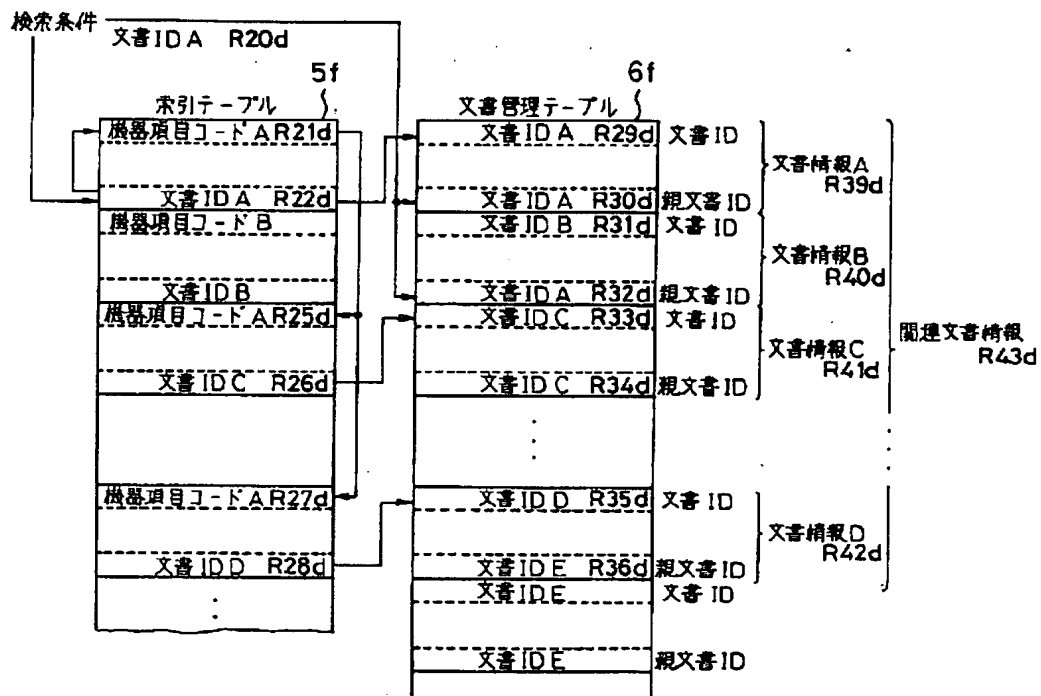 検索条件
文書ID A R20d
5f
6f
索引テーブル
文書管理テーブル
機器項目コードA R21d
文書ID A R22d
機器項目コードB
文書ID B
機器項目コードA R25d
文書ID C R26d
機器項目コードA R27d
文書ID D R28d
文書ID A R29d 文書ID
文書ID A R30d 親文書ID
文書ID B R31d 文書ID
文書ID A R32d 親文書ID
文書ID C R33d 文書ID
文書ID C R34d 親文書ID
文書ID D R35d 文書ID
文書ID E R36d 親文書ID
文書ID E 文書ID
文書ID E 親文書ID
文書情報A
R39d
文書情報B
R40d
文書情報C
R41d
文書情報D
R42d
関連文書情報
R43d